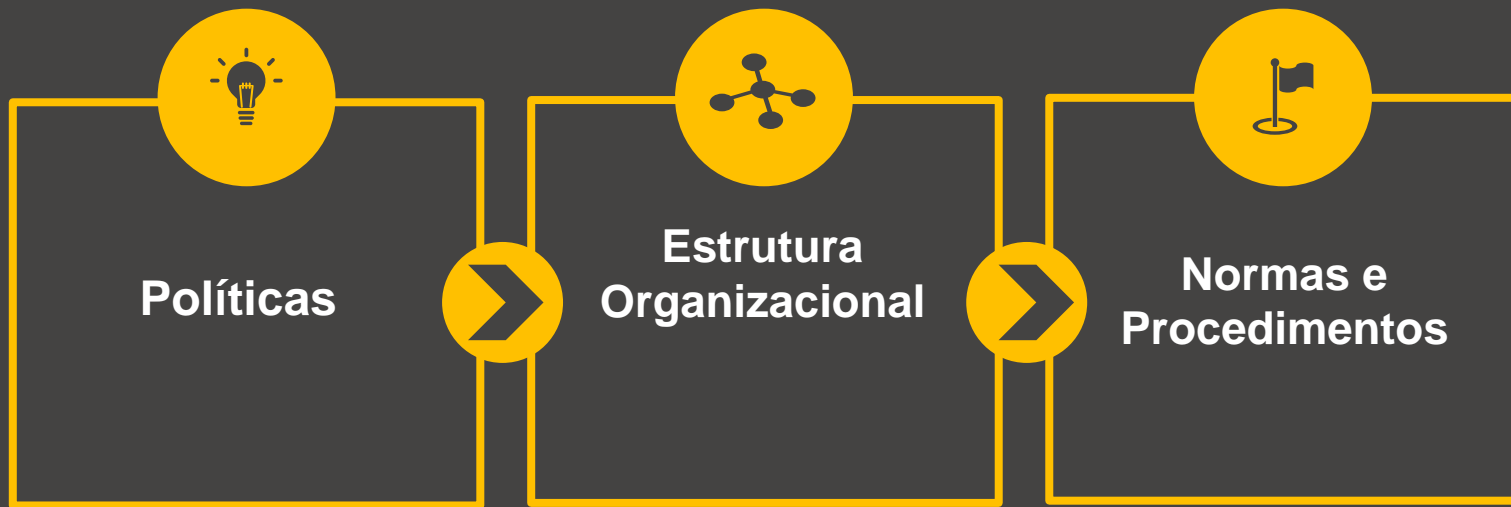 Políticas
Estrutura
Organizacional
Normas e
Procedimentos